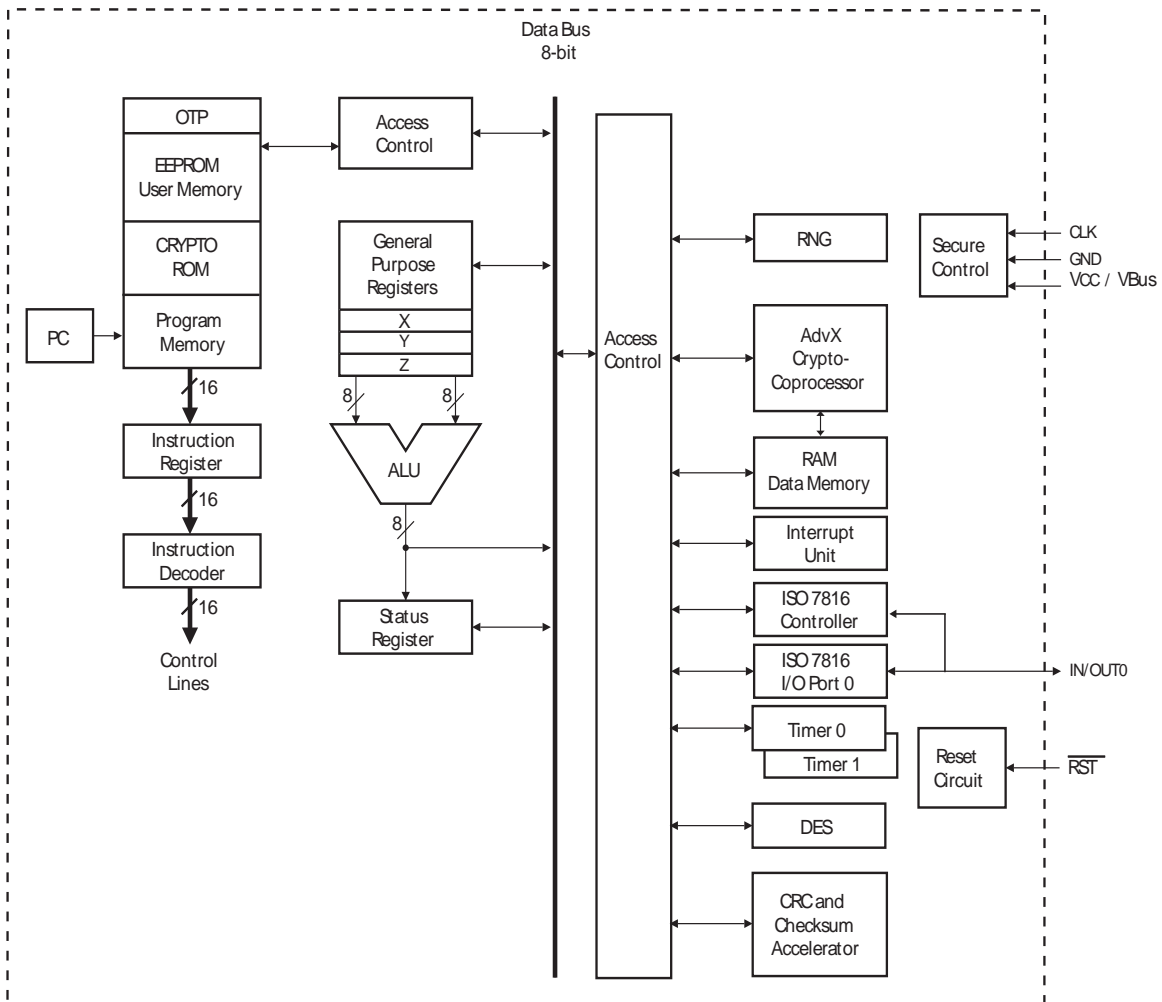 Data Bus
8-bit
OTP
EEPROM
User Memory
CRYPTO
ROM
Program
Memory
PC
16
Instruction
Register
16
Instruction
Decoder
16
Control
Lines
Access
Control
General
Purpose
Registers
X
Y
Z
8
8
ALU
8
Status
Register
Access
Control
RNG
AdvX
Crypto-
Coprocessor
RAM
Data Memory
Interrupt
Unit
ISO 7816
Controller
ISO 7816
I/O Port 0
Timer 0
Timer 1
DES
CRC and
Checksum
Accelerator
Secure
Control
CLK
GND
VCC / VBus
IN/OUT0
Reset
Circuit
RST